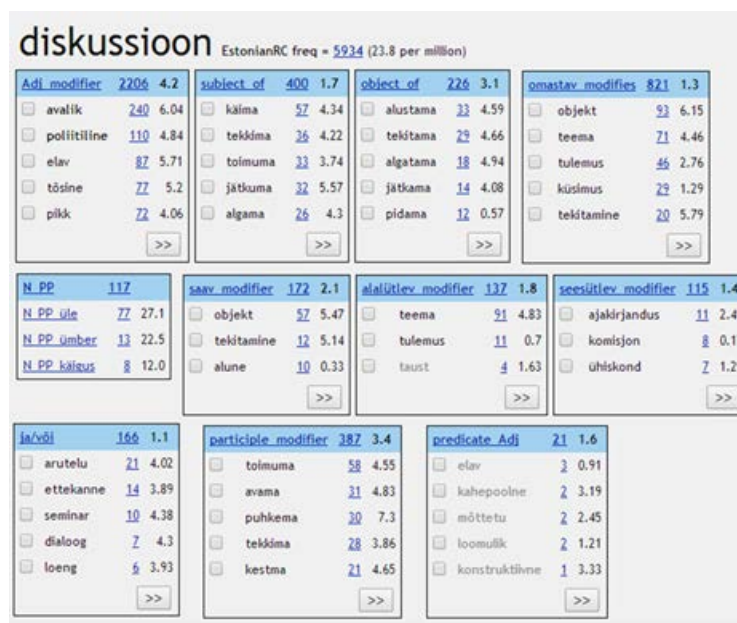 diskussioon EstonianRC freq = 5934 (23.8 per million)
Adj_modifier 2206 4.2
avalik 240 6.04
poliitiline 110 4.84
elav 87 5.71
tõsine 77 5.2
pikk 72 4.06
>>
subject_of 400 1.7
käima 57 4.34
tekkima 36 4.22
toimuma 33 3.74
jätkuma 32 5.57
algama 26 4.3
>>
object_of 226 3.1
alustama 33 4.59
tekitama 29 4.66
algatama 18 4.94
jätkama 14 4.08
pidama 12 0.57
>>
omastav_modifies 821 1.3
objekt 93 6.15
teema 71 4.46
tulemus 46 2.76
küsimus 29 1.29
tekitamine 20 5.79
>>
N_PP 117
N_PP_üle 77 27.1
N_PP_ümber 13 22.5
N_PP_käigus 8 12.0
saav_modifier 172 2.1
objekt 57 5.47
tekitamine 12 5.14
alune 10 0.33
>>
alalütlev_modifier 137 1.8
teema 91 4.83
tulemus 11 0.7
taust 4 1.63
>>
seesütlev_modifier 115 1.4
ajakirjandus 11 2.4
komisjon 8 0.1
ühiskond 7 1.2
>>
ja/või 166 1.1
arutelu 21 4.02
ettekanne 14 3.89
seminar 10 4.38
dialoog 7 4.3
loeng 6 3.93
>>
participle_modifier 387 3.4
toimuma 58 4.55
avama 31 4.83
puhkema 30 7.3
tekkima 28 3.86
kestma 21 4.65
>>
predicate_Adj 21 1.6
elav 3 0.91
kahepoolne 2 3.19
mõttetu 2 2.45
loomulik 2 1.21
konstruktiivne 1 3.33
>>